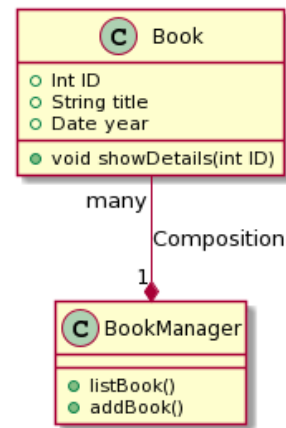 C Book
Int ID
String title
Date year
void showDetails(int ID)
many
Composition
1
C BookManager
listBook()
addBook()